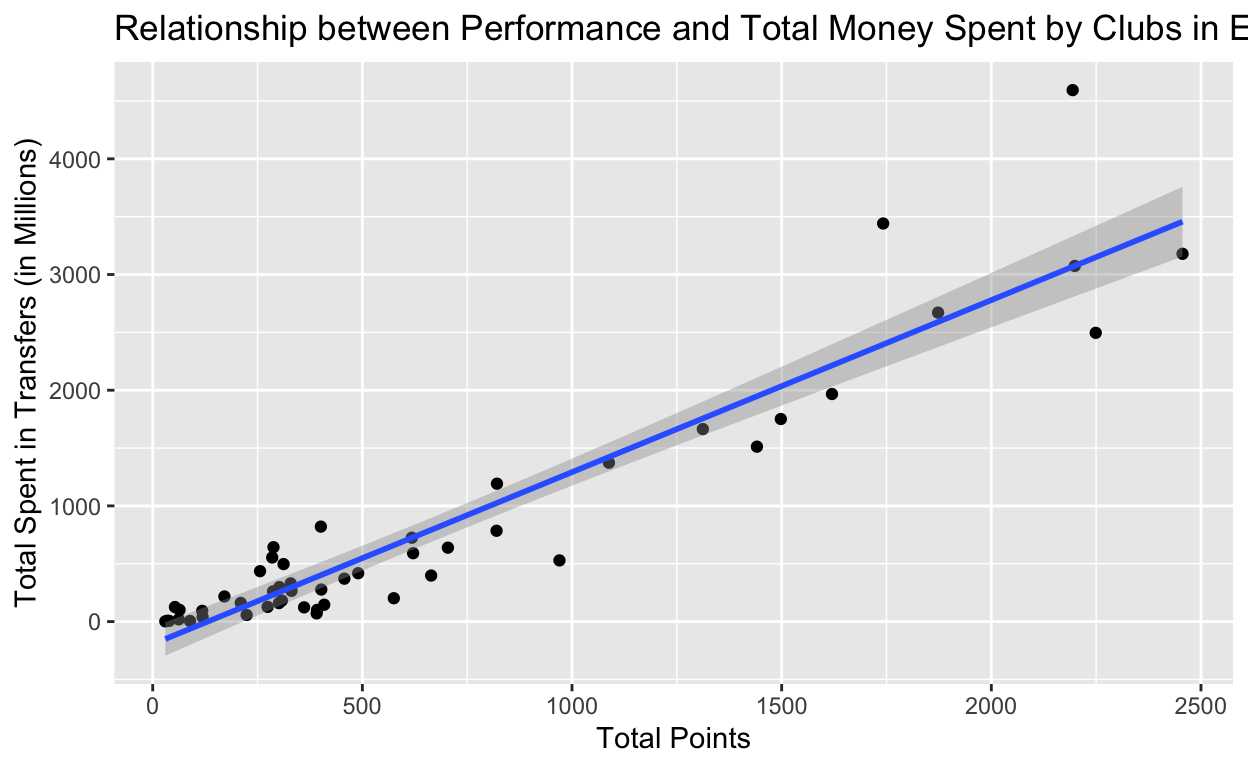 Relationship between Performance and Total Money Spent by Clubs in E
Total Spent in Transfers (in Millions)
4000
3000
2000
1000
0
0 500 1000 1500 2000 2500
Total Points